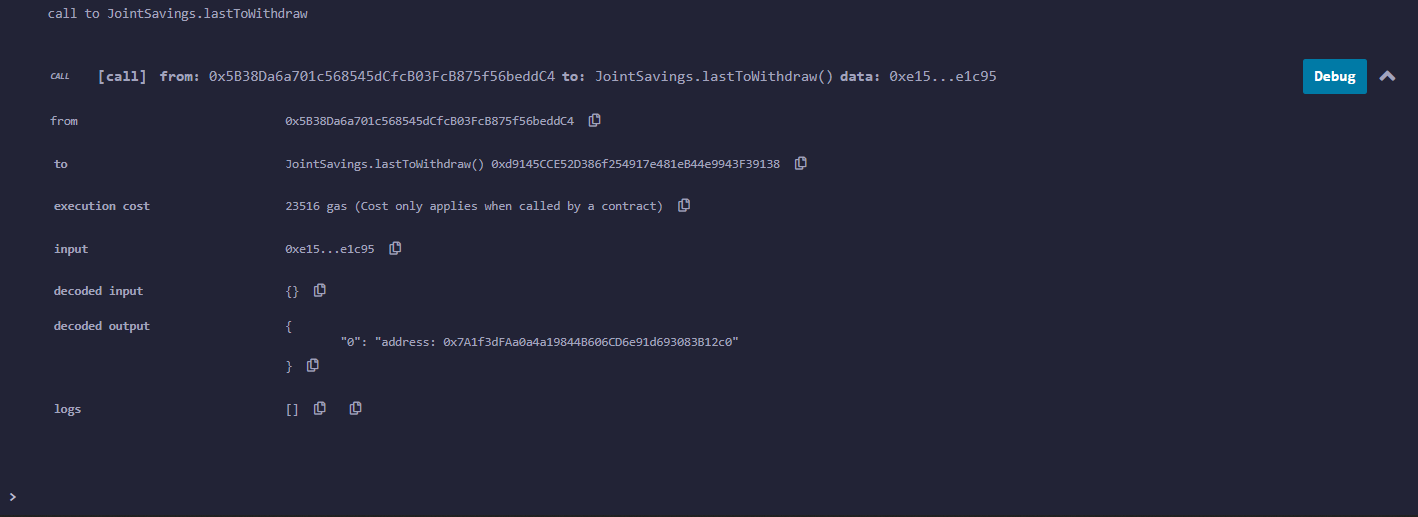 call to JointSavings.lastToWithdraw
CALL [call] from: 0x5B38Da6a701c568545dCfcB03FcB875f56beddC4 to: JointSavings.lastToWithdraw() data: 0xe15...e1c95 Debug
from 0x5B38Da6a701c568545dCfcB03FcB875f56beddC4
to JointSavings.lastToWithdraw() 0xd9145CCE52D386f254917e481eB44e9943F39138
execution cost 23516 gas (Cost only applies when called by a contract)
input 0xe15...e1c95
decoded input {}
decoded output {
"0": "address: 0x7A1f3dFAa0a4a19844B606CD6e91d693083B12c0"
}
logs []
>